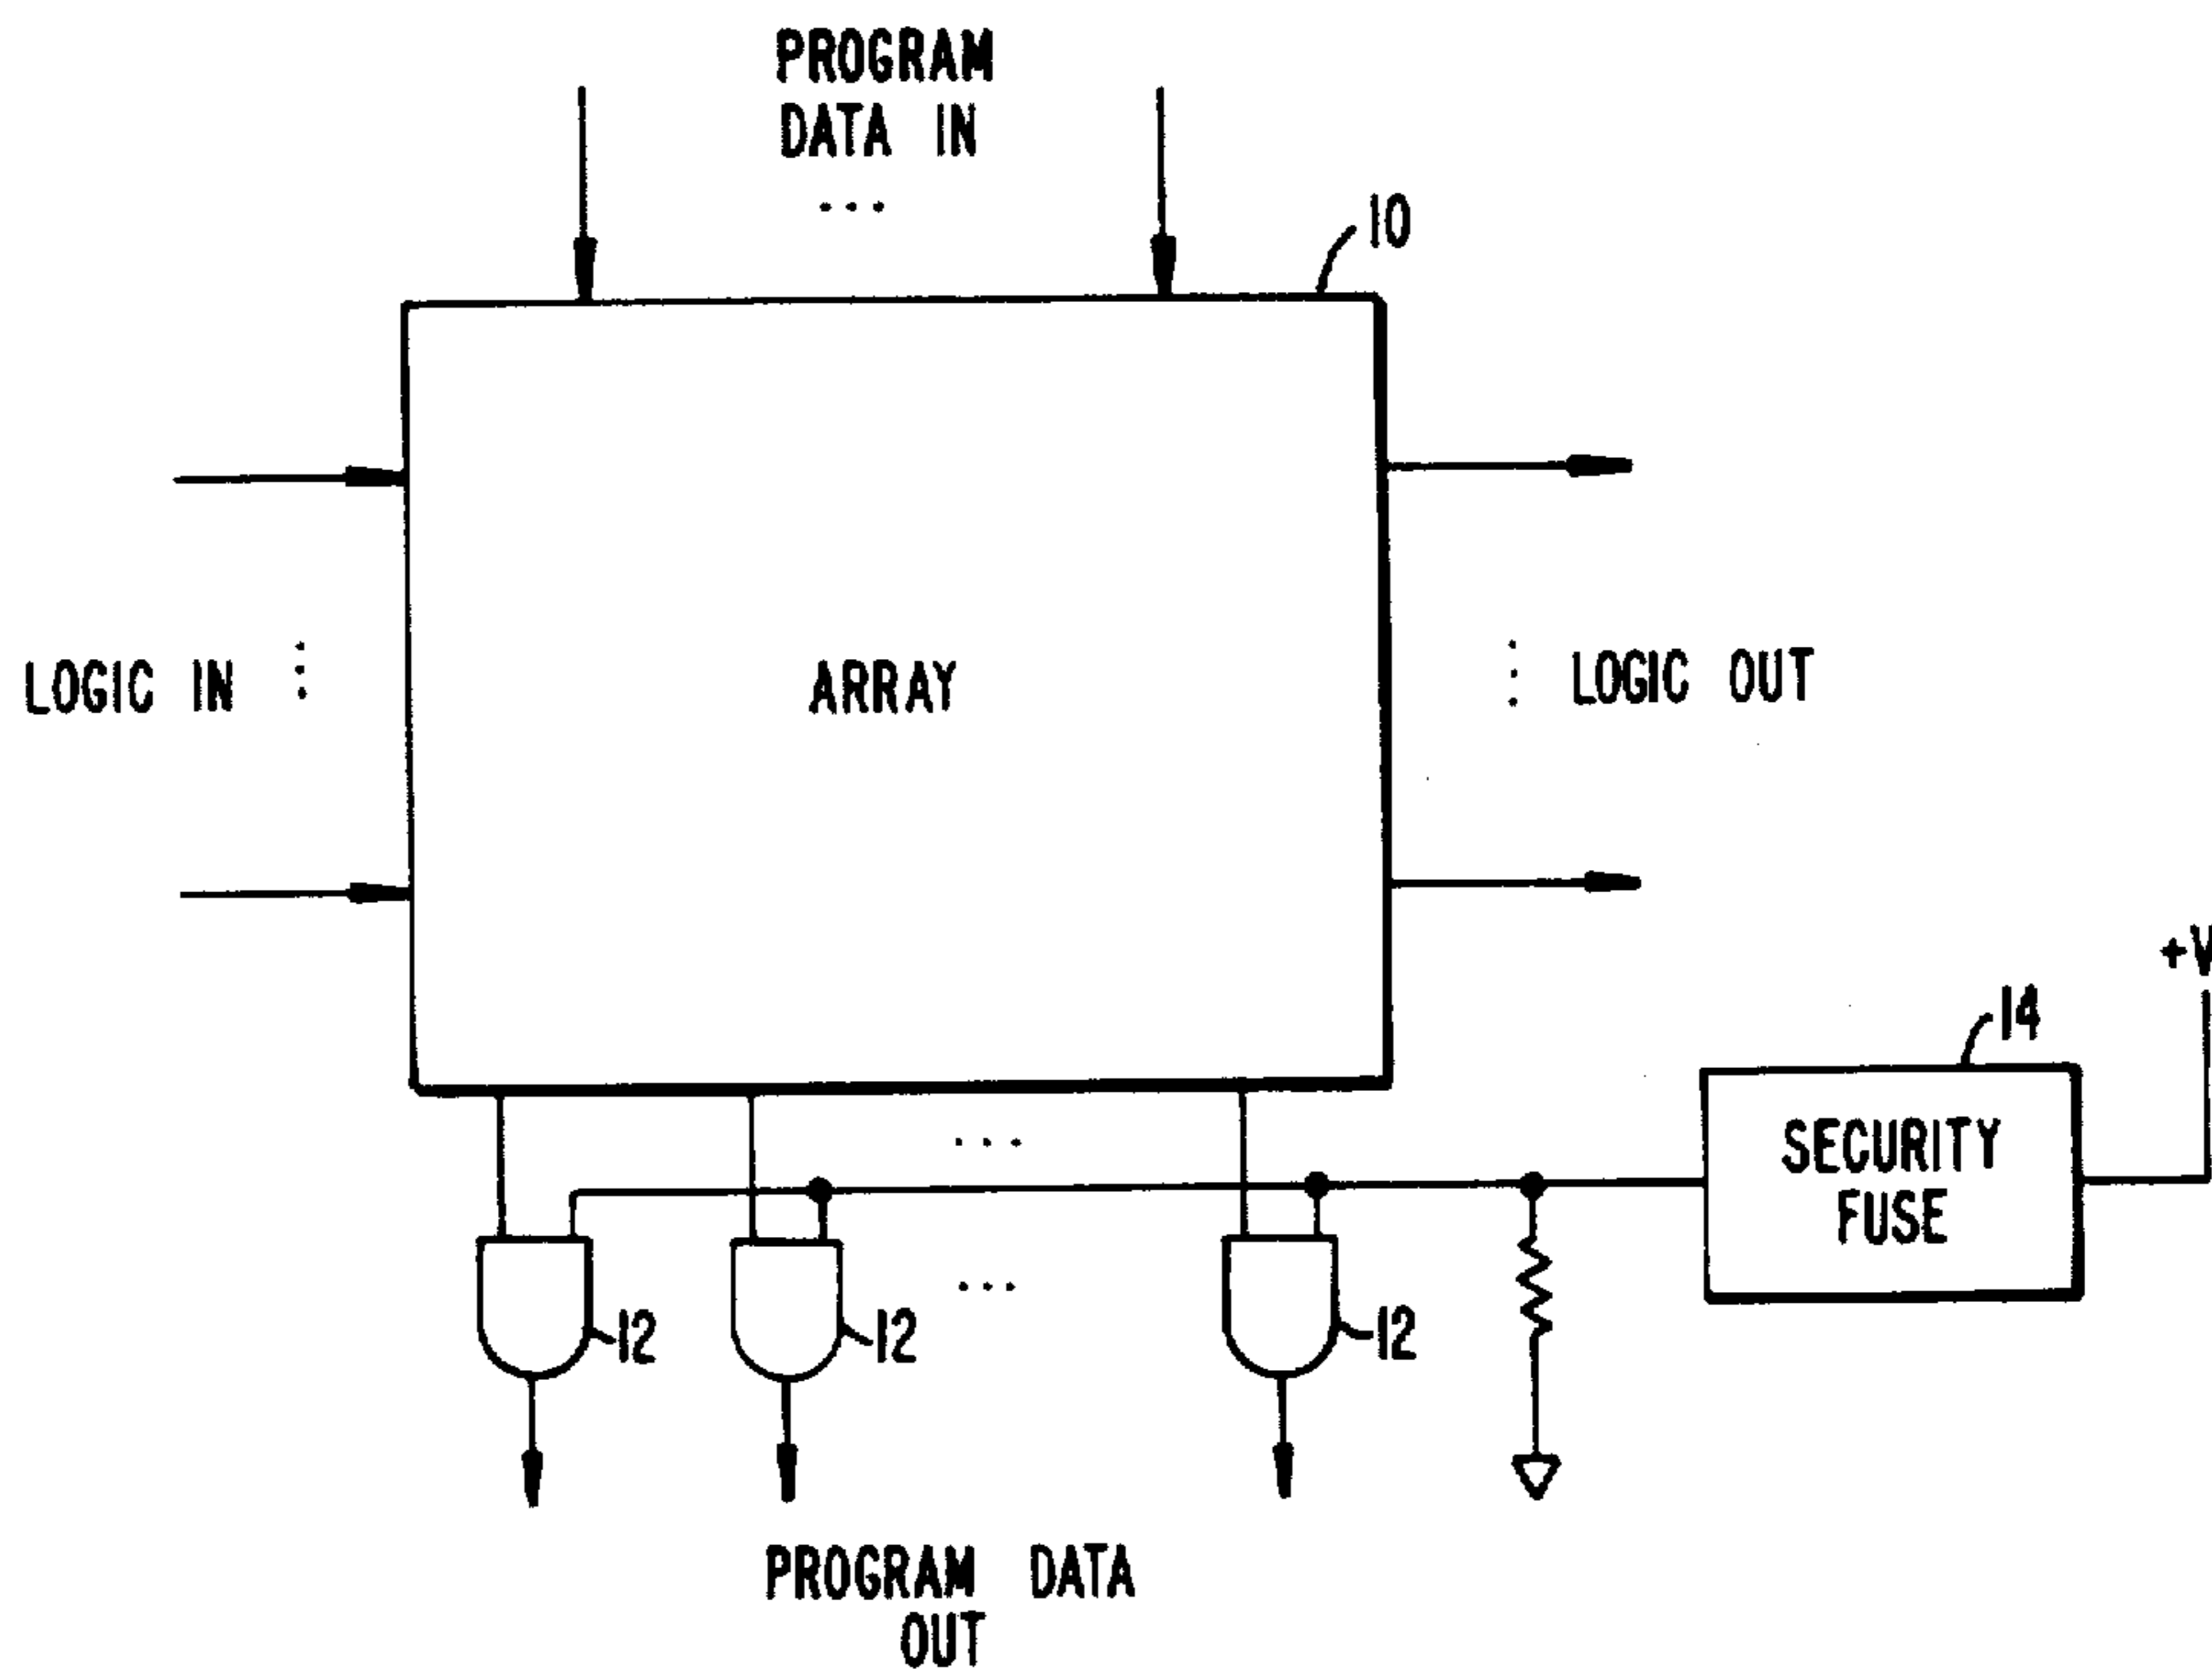 PROGRAM
DATA IN
10
LOGIC IN
ARRAY
LOGIC OUT
+V
14
SECURITY
FUSE
12
12
12
PROGRAM DATA
OUT